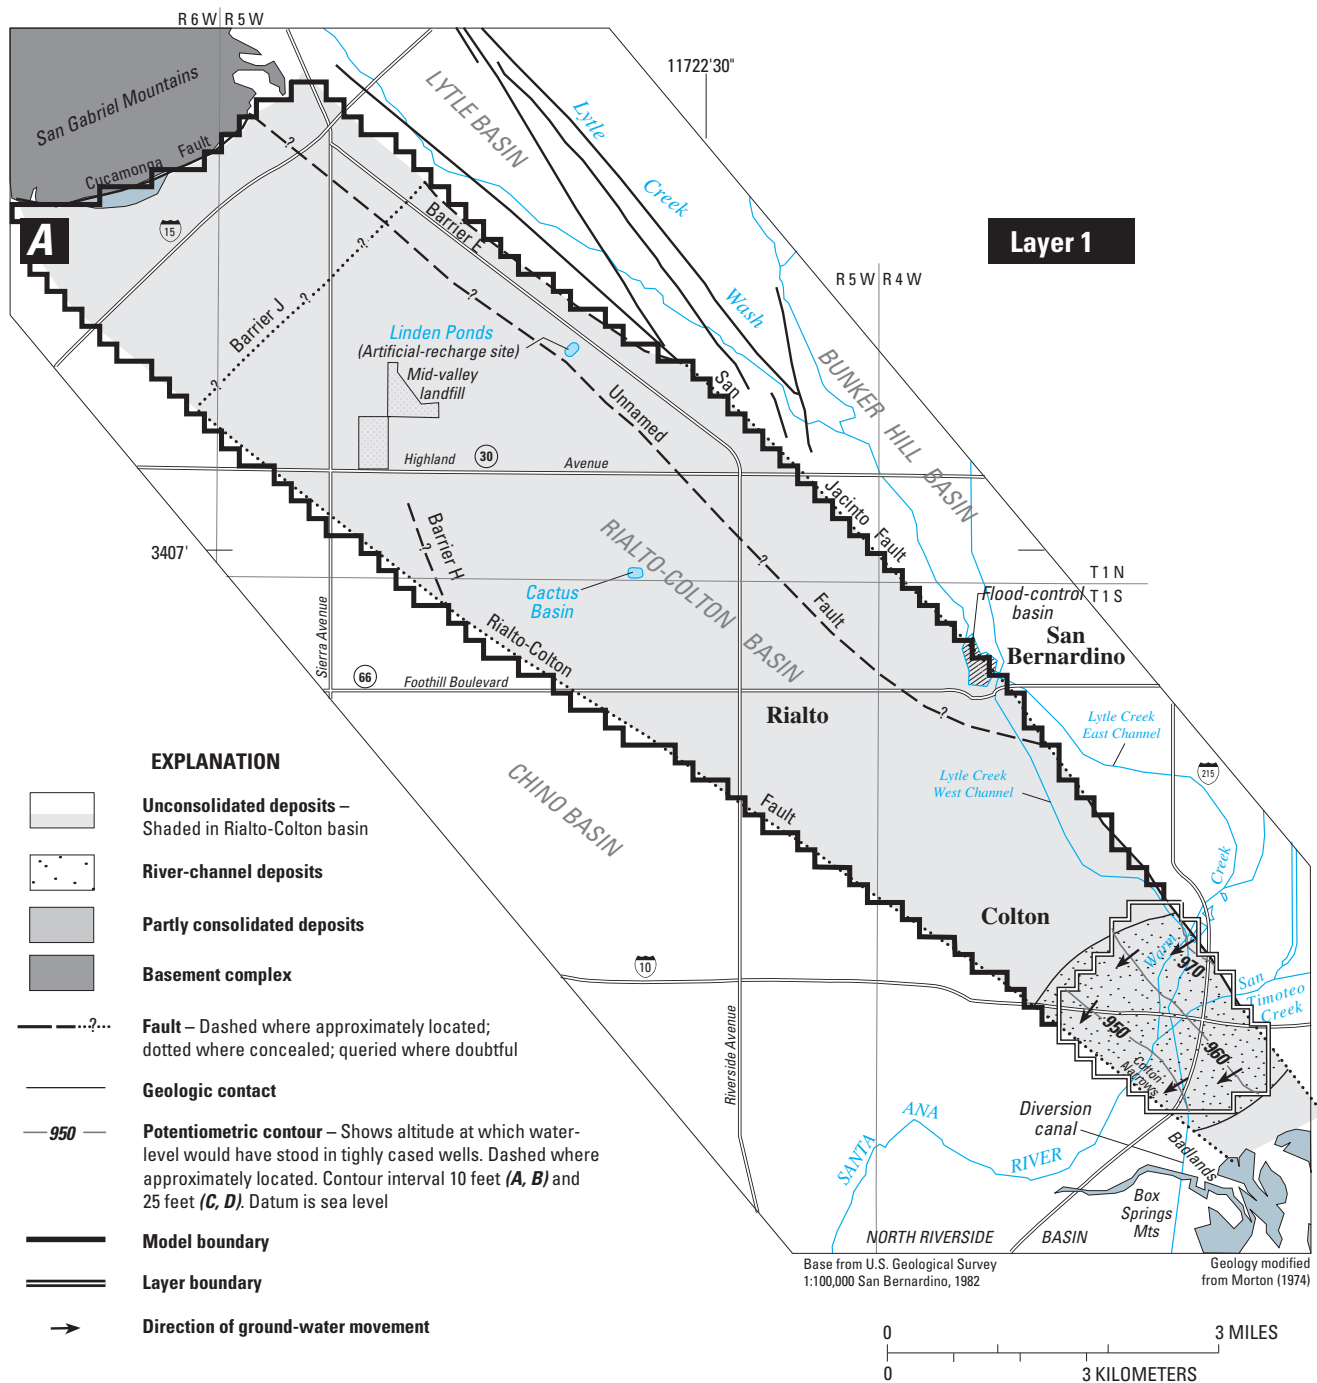 R 6 W
R 5 W
11722'30"
San Gabriel Mountains
Cucamonga Fault
LYTLE BASIN
Lytle Creek Wash
A
15
Layer 1
Barrier E
R 5 W
R 4 W
Barrier J
?
?
?
?
?
Linden Ponds
(Artificial-recharge site)
Mid-valley
landfill
San Jacinto Fault
BUNKER HILL BASIN
Unnamed Fault
Highland
30
Avenue
3407'
Barrier H
?
RIALTO-COLTON BASIN
?
Cactus
Basin
T 1 N
T 1 S
Flood-control
basin
San
Bernardino
Sierra Avenue
Rialto-Colton Fault
66
Foothill Boulevard
Rialto
?
Lytle Creek
East Channel
CHINO BASIN
Lytle Creek
West Channel
215
Colton
Warm Creek
970
10
San
Timoteo
Creek
950
960
Colton
Narrows
Riverside Avenue
Diversion
canal
SANTA ANA RIVER
Badlands
Box
Springs
Mts
NORTH RIVERSIDE BASIN
Base from U.S. Geological Survey
1:100,000 San Bernardino, 1982
Geology modified
from Morton (1974)
0
3 MILES
0
3 KILOMETERS
EXPLANATION
Unconsolidated deposits –
Shaded in Rialto-Colton basin
River-channel deposits
Partly consolidated deposits
Basement complex
?
Fault – Dashed where approximately located;
dotted where concealed; queried where doubtful
Geologic contact
950
Potentiometric contour – Shows altitude at which water-
level would have stood in tighly cased wells. Dashed where
approximately located. Contour interval 10 feet (A, B) and
25 feet (C, D). Datum is sea level
Model boundary
Layer boundary
Direction of ground-water movement